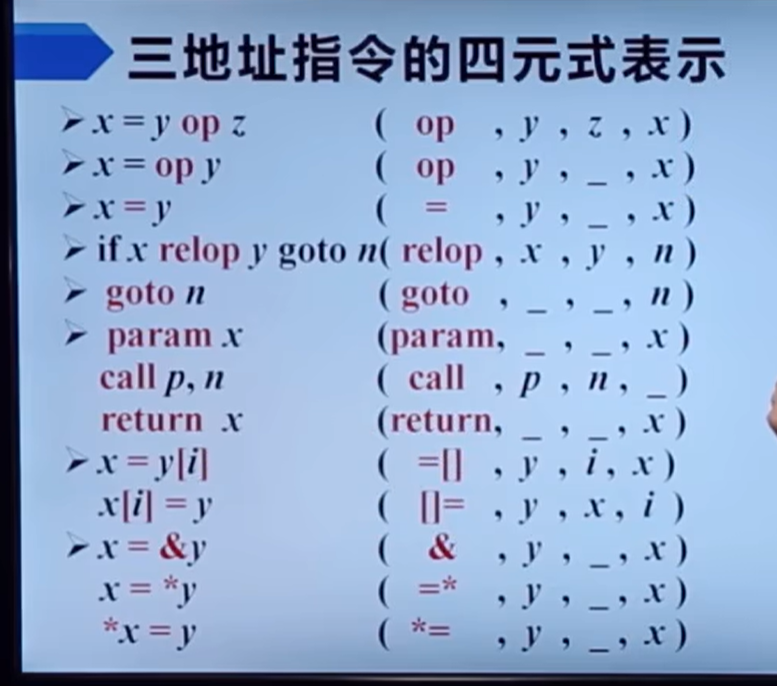 三地址指令的四元式表示
➢ x = y op z ( op , y , z , x )
➢ x = op y ( op , y , _ , x )
➢ x = y ( = , y , _ , x )
➢ if x relop y goto n ( relop , x , y , n )
➢ goto n ( goto , _ , _ , n )
➢ param x (param, _ , _ , x )
call p, n ( call , p , n , _ )
return x (return, _ , _ , x )
➢ x = y[i] ( =[] , y , i , x )
x[i] = y ( []= , y , x , i )
➢ x = &y ( & , y , _ , x )
x = *y ( =* , y , _ , x )
*x = y ( *= , y , _ , x )